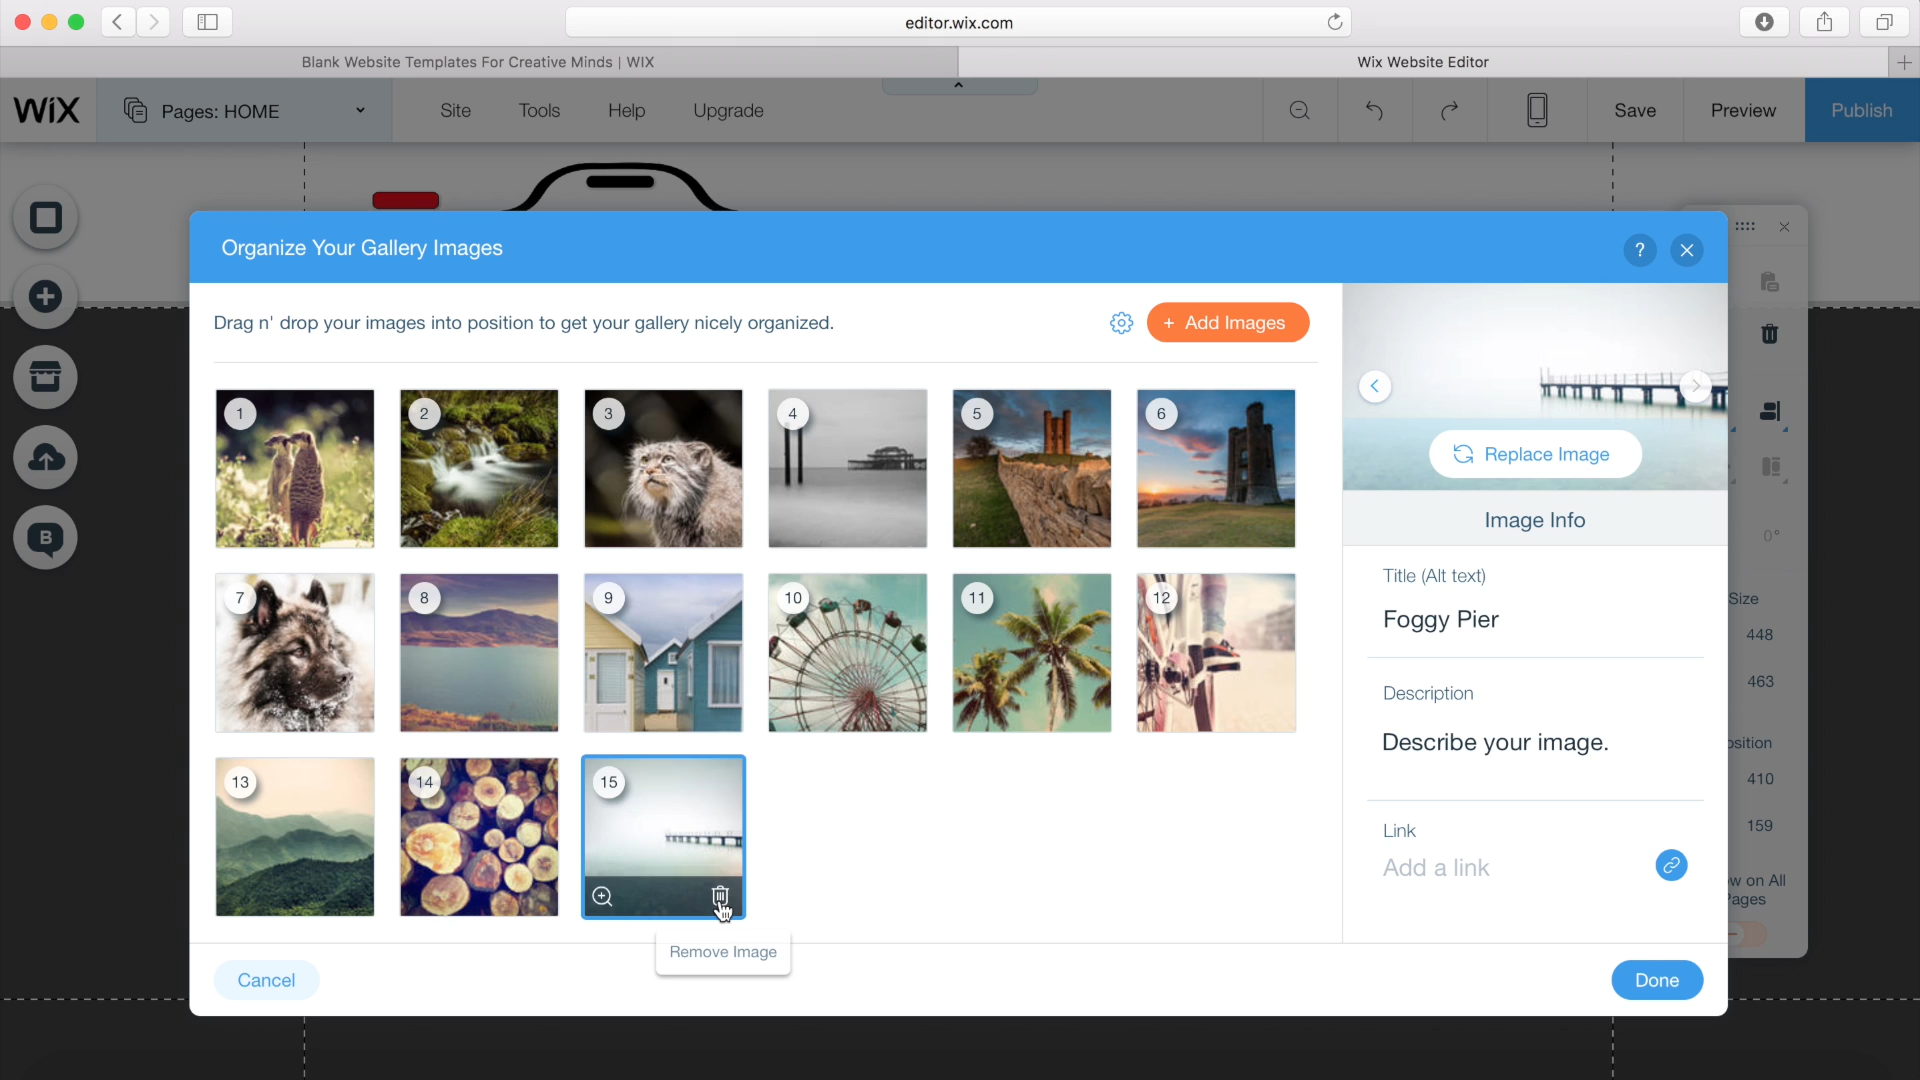 editor.wix.com
Blank Website Templates For Creative Minds | WIX
Wix Website Editor
WiX
Pages: HOME
Site
Tools
Help
Upgrade
Save
Preview
Publish
Organize Your Gallery Images
?
Drag n' drop your images into position to get your gallery nicely organized.
+ Add Images
1
2
3
4
5
6
7
8
9
10
11
12
13
14
15
Remove Image
Replace Image
Image Info
Title (Alt text)
Foggy Pier
Description
Describe your image.
Link
Add a link
Cancel
Done
B
0°
Size
448
463
osition
410
159
w on All
Pages